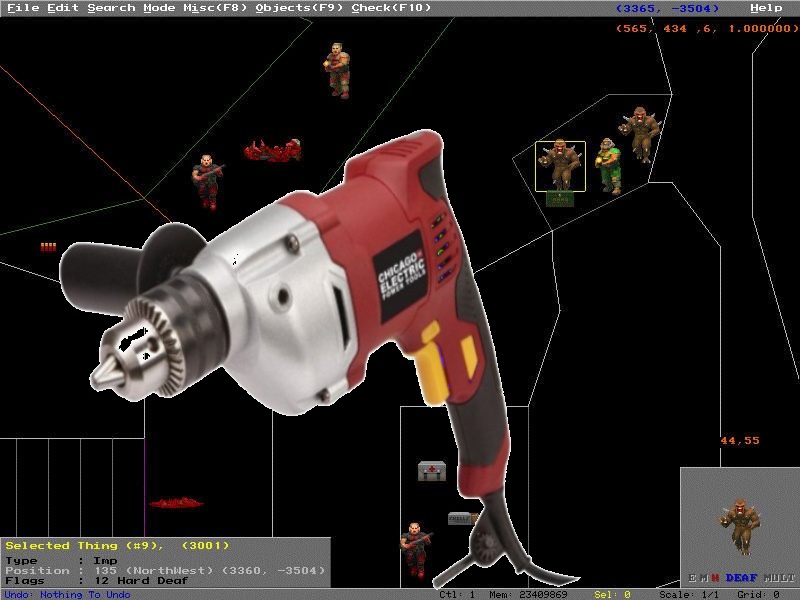 File Edit Search Mode Misc(F8) Objects(F9) Check(F10) (3365, -3504) Help
(565, 434 ,6, 1.000000)
CHICAGO
ELECTRIC
POWER TOOLS
44,55
Selected Thing (#9), (3001)
Type : Imp
Position : 135 (NorthWest) (3360, -3504)
Flags : 12 Hard Deaf
E M H DEAF MULT
Undo: Nothing To Undo Ctl: 1 Mem: 23409869 Sel: 0 Scale: 1/1 Grid: 0